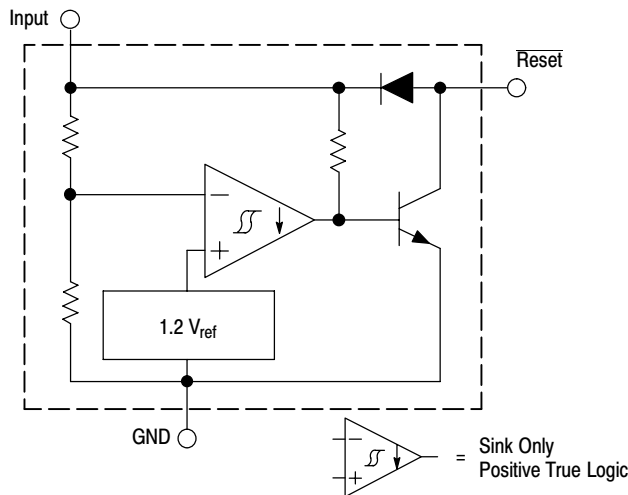 Input
Reset
−
+
1.2 Vref
GND
−
+
= Sink Only
Positive True Logic